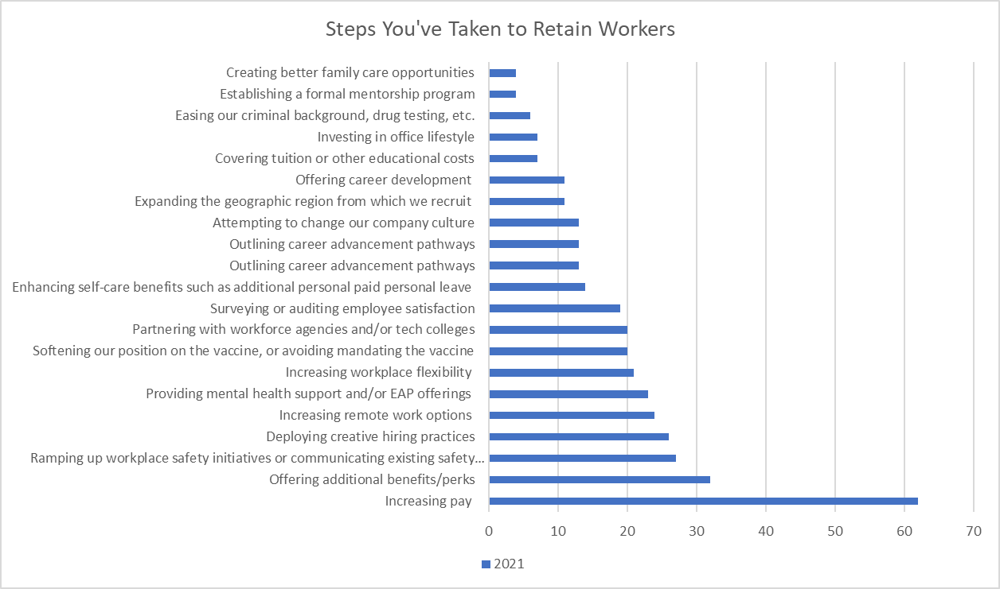 Steps You've Taken to Retain Workers
Creating better family care opportunities
Establishing a formal mentorship program
Easing our criminal background, drug testing, etc.
Investing in office lifestyle
Covering tuition or other educational costs
Offering career development
Expanding the geographic region from which we recruit
Attempting to change our company culture
Outlining career advancement pathways
Outlining career advancement pathways
Enhancing self-care benefits such as additional personal paid personal leave
Surveying or auditing employee satisfaction
Partnering with workforce agencies and/or tech colleges
Softening our position on the vaccine, or avoiding mandating the vaccine
Increasing workplace flexibility
Providing mental health support and/or EAP offerings
Increasing remote work options
Deploying creative hiring practices
Ramping up workplace safety initiatives or communicating existing safety…
Offering additional benefits/perks
Increasing pay
0 10 20 30 40 50 60 70
2021